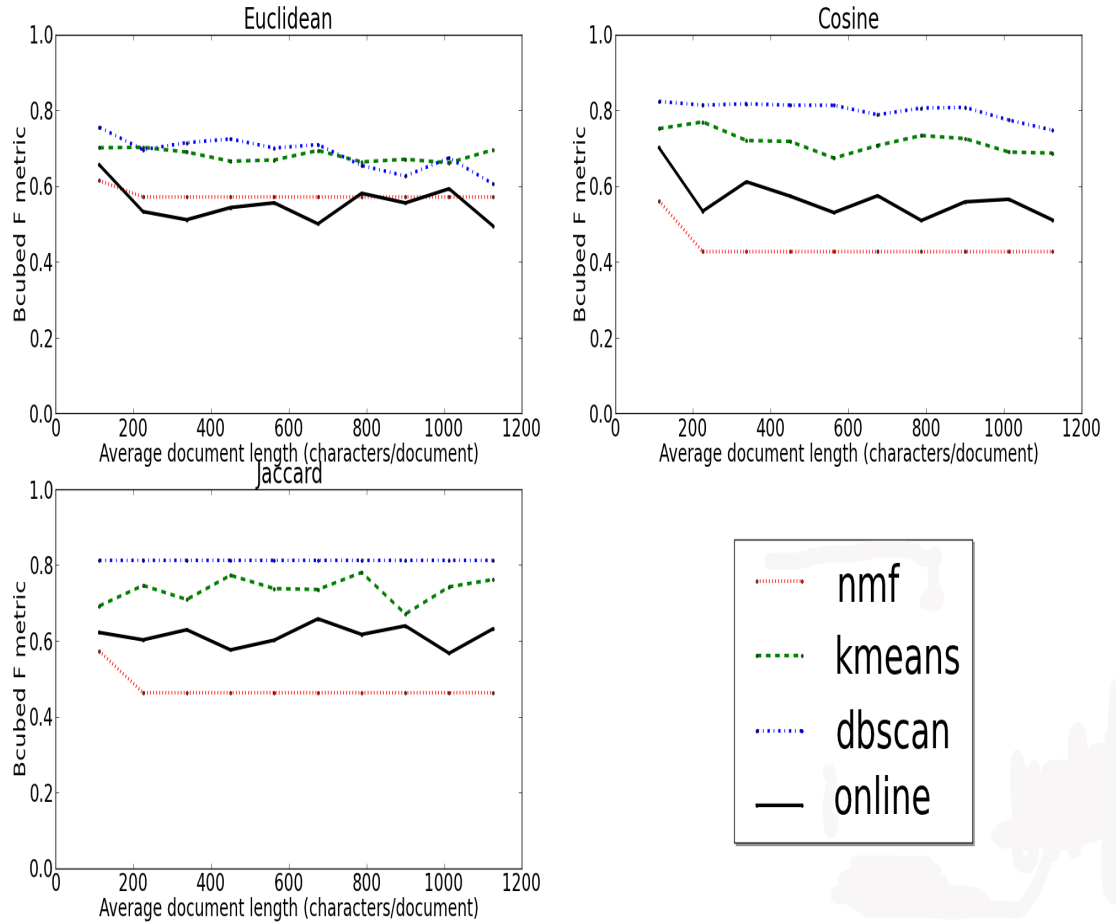 Euclidean
1.0
0.8
0.6
0.4
0.2
0.0
Bcubed F metric
0 200 400 600 800 1000 1200
Average document length (characters/document)
Cosine
1.0
0.8
0.6
0.4
0.2
0.0
Bcubed F metric
0 200 400 600 800 1000 1200
Average document length (characters/document)
Jaccard
1.0
0.8
0.6
0.4
0.2
0.0
Bcubed F metric
0 200 400 600 800 1000 1200
Average document length (characters/document)
nmf
kmeans
dbscan
online